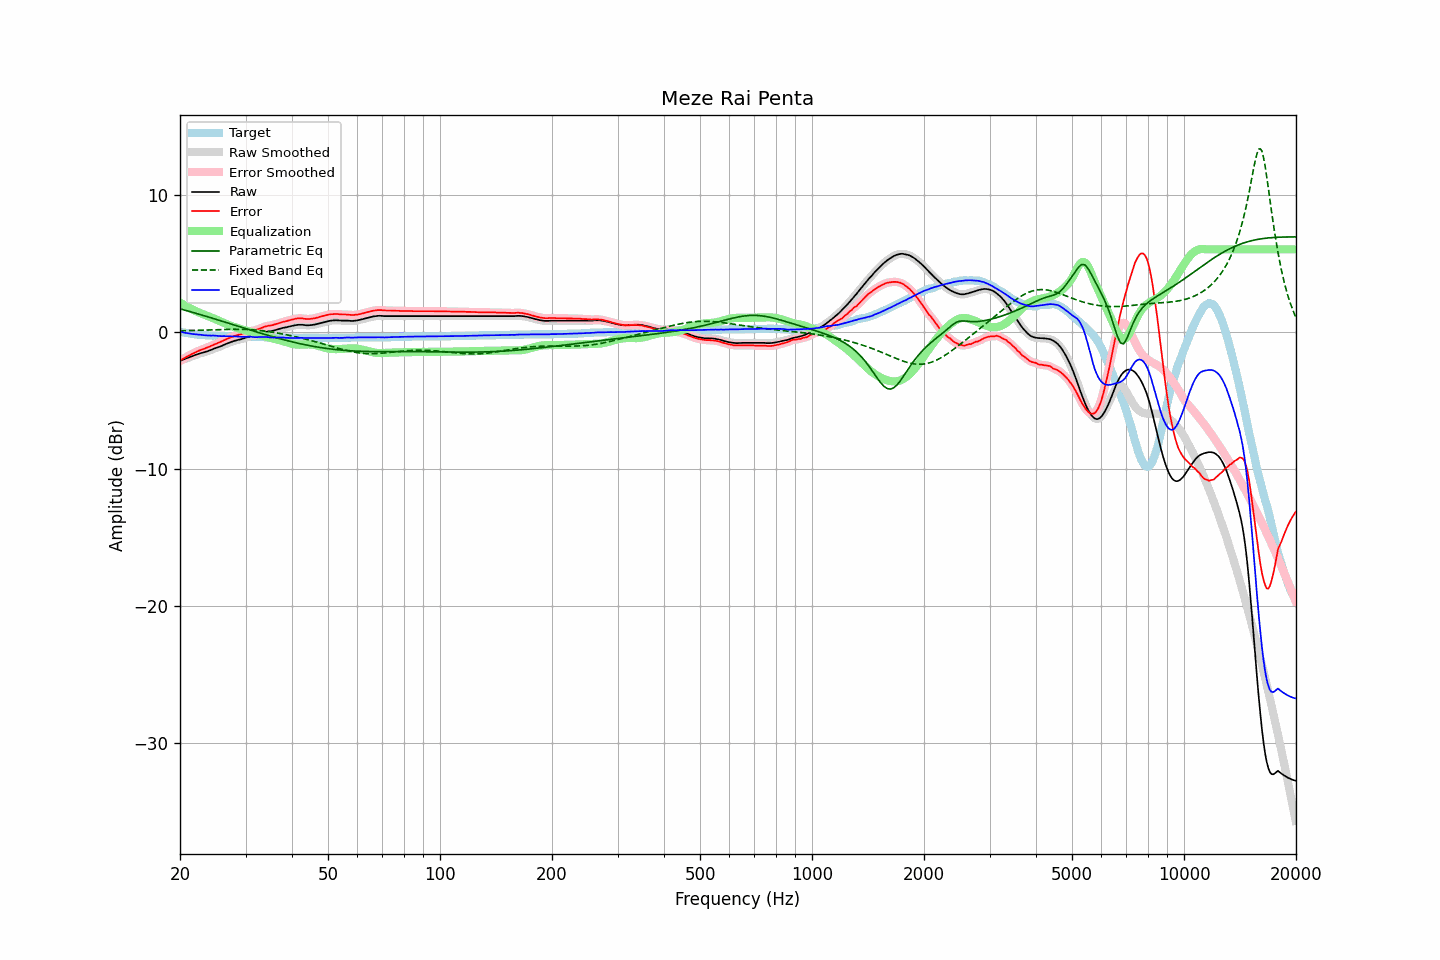 Meze Rai Penta
Target
Raw Smoothed
Error Smoothed
Raw
Error
Equalization
Parametric Eq
Fixed Band Eq
Equalized
Amplitude (dBr)
10
0
−10
−20
−30
20
50
100
200
500
1000
2000
5000
10000
20000
Frequency (Hz)